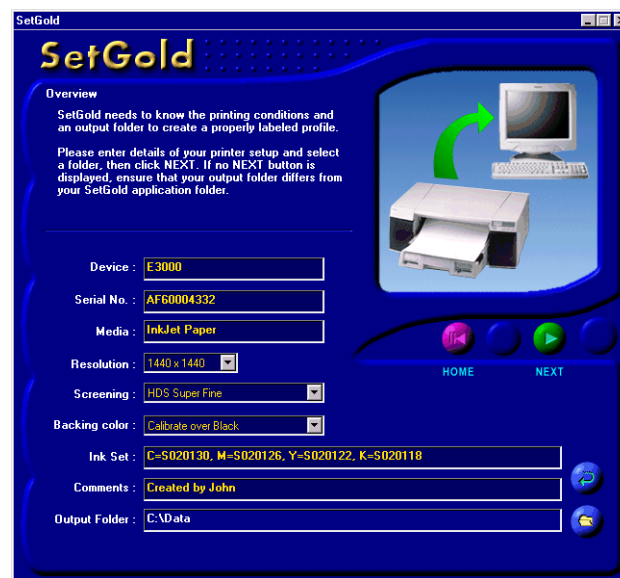 SetGold
SetGold
Overview
SetGold needs to know the printing conditions and
an output folder to create a properly labeled profile.
Please enter details of your printer setup and select
a folder, then click NEXT. If no NEXT button is
displayed, ensure that your output folder differs from
your SetGold application folder.
Device : E3000
Serial No. : AF60004332
Media : InkJet Paper
Resolution : 1440 x 1440
Screening : HDS Super Fine
Backing color : Calibrate over Black
Ink Set : C=S020130, M=S020126, Y=S020122, K=S020118
Comments : Created by John
Output Folder : C:\Data
HOME NEXT